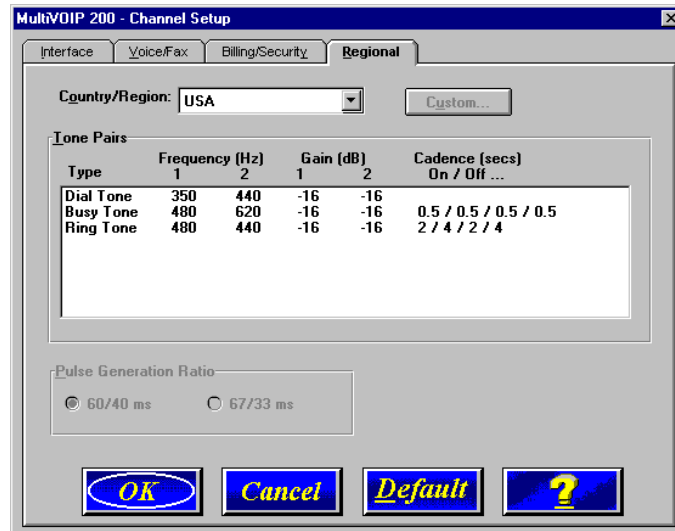 MultiVOIP 200 - Channel Setup
Interface Voice/Fax Billing/Security Regional
Country/Region: USA Custom...
Tone Pairs
Frequency (Hz) Gain (dB) Cadence (secs)
Type 1 2 1 2 On / Off ...
Dial Tone 350 440 -16 -16
Busy Tone 480 620 -16 -16 0.5 / 0.5 / 0.5 / 0.5
Ring Tone 480 440 -16 -16 2 / 4 / 2 / 4
Pulse Generation Ratio
60/40 ms 67/33 ms
OK Cancel Default ?